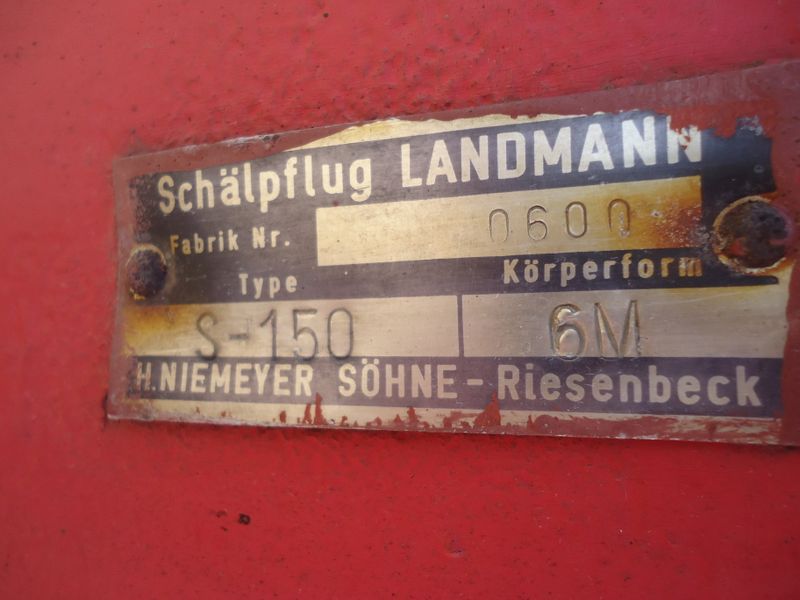 Schälpflug LANDMANN
Fabrik Nr. 0600
Type Körperform
S-150 6M
H.NIEMEYER SÖHNE-Riesenbeck